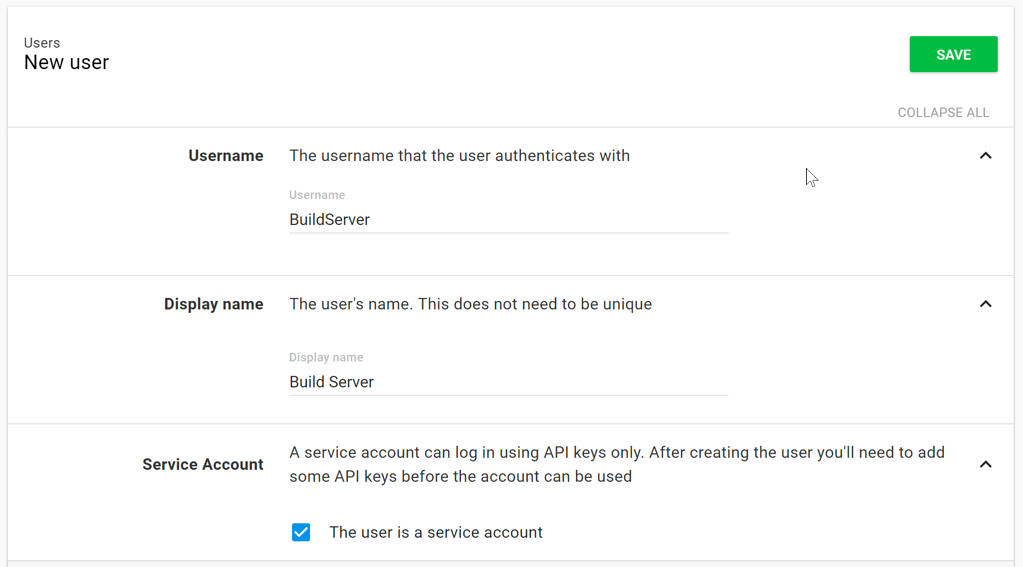 Users
New user
SAVE
COLLAPSE ALL
Username
The username that the user authenticates with
Username
BuildServer
Display name
The user's name. This does not need to be unique
Display name
Build Server
Service Account
A service account can log in using API keys only. After creating the user you'll need to add
some API keys before the account can be used
The user is a service account